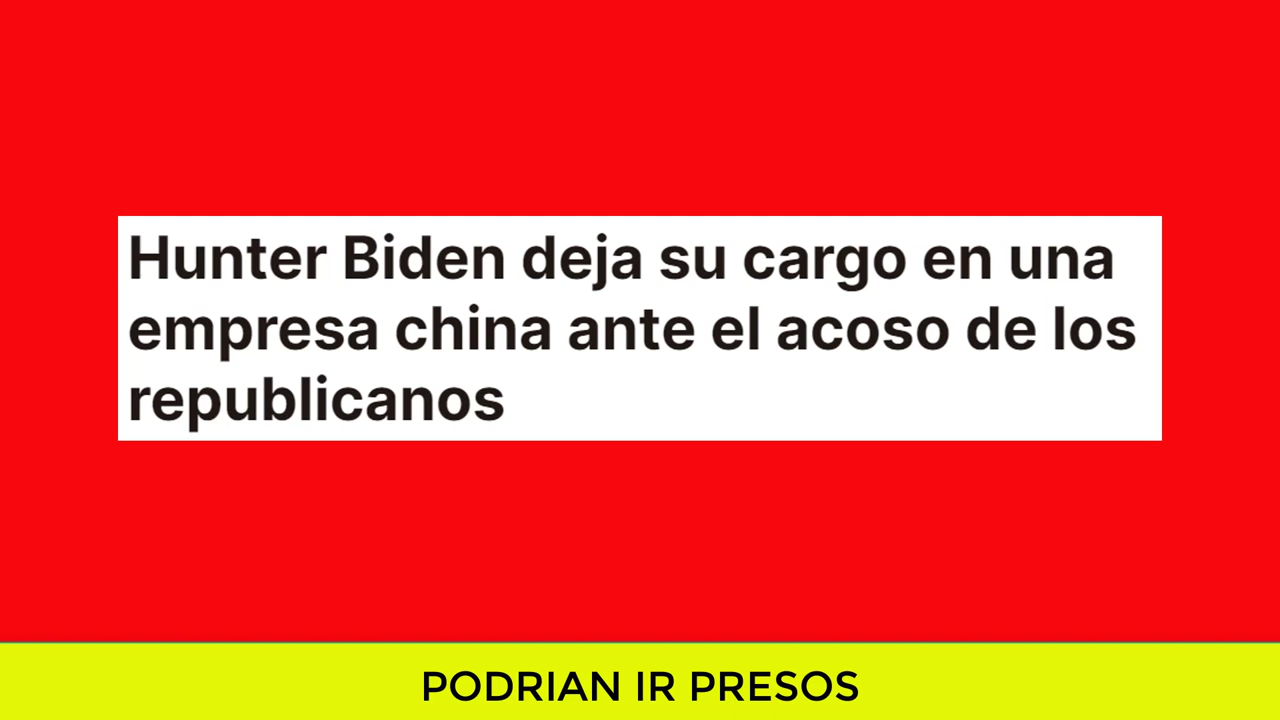 Hunter Biden deja su cargo en una
empresa china ante el acoso de los
republicanos
PODRIAN IR PRESOS